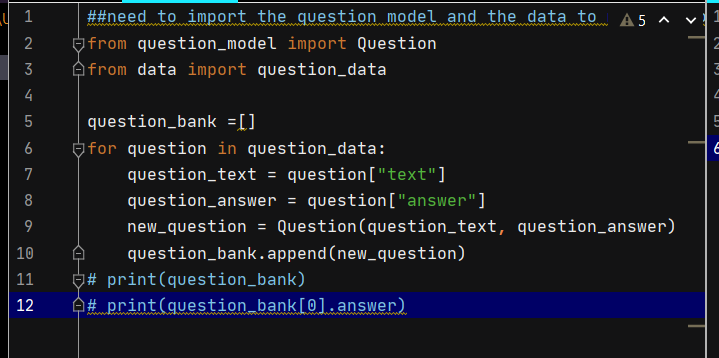 1 ##need to import the question model and the data to 5
2 from question_model import Question
3 from data import question_data
4
5 question_bank =[]
6 for question in question_data:
7     question_text = question["text"]
8     question_answer = question["answer"]
9     new_question = Question(question_text, question_answer)
10     question_bank.append(new_question)
11 # print(question_bank)
12 # print(question_bank[0].answer)